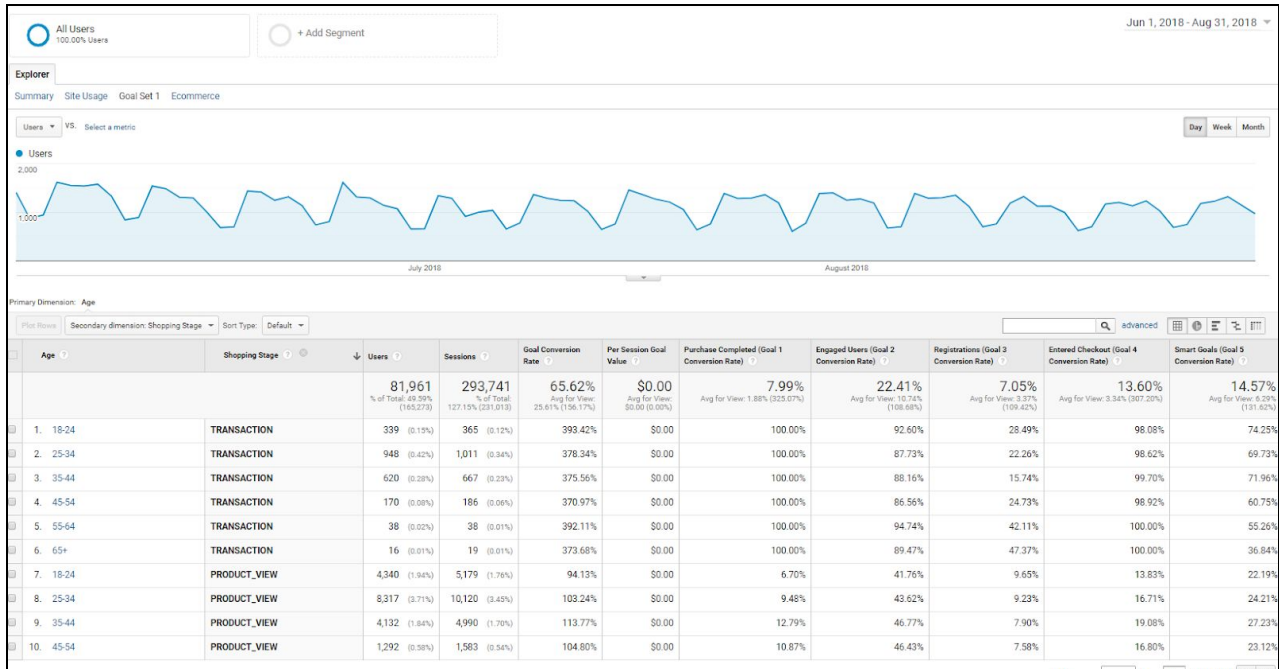 All Users
100.00% Users
+ Add Segment
Jun 1, 2018 - Aug 31, 2018
Explorer
Summary Site Usage Goal Set 1 Ecommerce
Users VS. Select a metric
Day Week Month
Users
2,000
1,000
July 2018 August 2018
Primary Dimension: Age
Plot Rows Secondary dimension: Shopping Stage Sort Type: Default advanced
Age Shopping Stage Users Sessions Goal Conversion Rate Per Session Goal Value Purchase Completed (Goal 1 Conversion Rate) Engaged Users (Goal 2 Conversion Rate) Registrations (Goal 3 Conversion Rate) Entered Checkout (Goal 4 Conversion Rate) Smart Goals (Goal 5 Conversion Rate)
81,961 293,741 65.62% $0.00 7.99% 22.41% 7.05% 13.60% 14.57%
% of Total: 49.59% (165,273) % of Total: 127.15% (231,013) Avg for View: 25.61% (156.17%) Avg for View: $0.00 (0.00%) Avg for View: 1.88% (325.07%) Avg for View: 10.74% (108.68%) Avg for View: 3.37% (109.42%) Avg for View: 3.34% (307.20%) Avg for View: 6.29% (131.62%)
1. 18-24 TRANSACTION 339 (0.15%) 365 (0.12%) 393.42% $0.00 100.00% 92.60% 28.49% 98.08% 74.25%
2. 25-34 TRANSACTION 948 (0.42%) 1,011 (0.34%) 378.34% $0.00 100.00% 87.73% 22.26% 98.62% 69.73%
3. 35-44 TRANSACTION 620 (0.28%) 667 (0.23%) 375.56% $0.00 100.00% 88.16% 15.74% 99.70% 71.96%
4. 45-54 TRANSACTION 170 (0.08%) 186 (0.06%) 370.97% $0.00 100.00% 86.56% 24.73% 98.92% 60.75%
5. 55-64 TRANSACTION 38 (0.02%) 38 (0.01%) 392.11% $0.00 100.00% 94.74% 42.11% 100.00% 55.26%
6. 65+ TRANSACTION 16 (0.01%) 19 (0.01%) 373.68% $0.00 100.00% 89.47% 47.37% 100.00% 36.84%
7. 18-24 PRODUCT_VIEW 4,340 (1.94%) 5,179 (1.76%) 94.13% $0.00 6.70% 41.76% 9.65% 13.83% 22.19%
8. 25-34 PRODUCT_VIEW 8,317 (3.71%) 10,120 (3.45%) 103.24% $0.00 9.48% 43.62% 9.23% 16.71% 24.21%
9. 35-44 PRODUCT_VIEW 4,132 (1.84%) 4,990 (1.70%) 113.77% $0.00 12.79% 46.77% 7.90% 19.08% 27.23%
10. 45-54 PRODUCT_VIEW 1,292 (0.58%) 1,583 (0.54%) 104.80% $0.00 10.87% 46.43% 7.58% 16.80% 23.12%